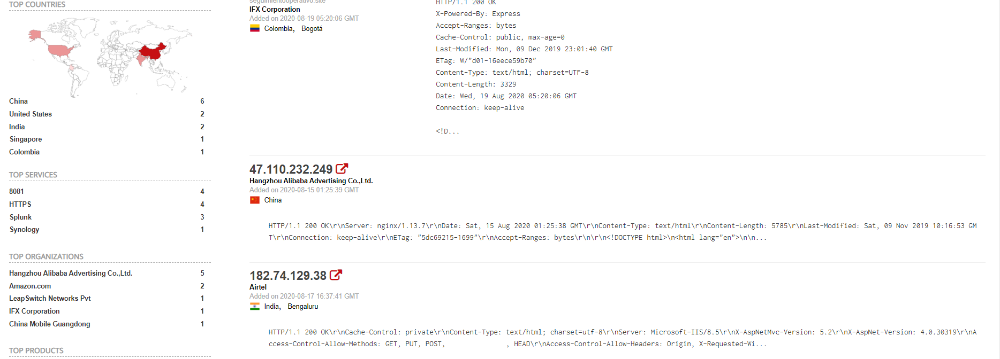 TOP COUNTRIES
China 6
United States 2
India 2
Singapore 1
Colombia 1
TOP SERVICES
8081 4
HTTPS 4
Splunk 3
Synology 1
TOP ORGANIZATIONS
Hangzhou Alibaba Advertising Co.,Ltd. 5
Amazon.com 2
LeapSwitch Networks Pvt 1
IFX Corporation 1
China Mobile Guangdong 1
TOP PRODUCTS
seguimientooperativo.site
IFX Corporation
Added on 2020-08-19 05:20:06 GMT
Colombia, Bogotá
HTTP/1.1 200 OK
X-Powered-By: Express
Accept-Ranges: bytes
Cache-Control: public, max-age=0
Last-Modified: Mon, 09 Dec 2019 23:01:40 GMT
ETag: W/"d01-16eece59b70"
Content-Type: text/html; charset=UTF-8
Content-Length: 3329
Date: Wed, 19 Aug 2020 05:20:06 GMT
Connection: keep-alive
<!D...
47.110.232.249
Hangzhou Alibaba Advertising Co.,Ltd.
Added on 2020-08-15 01:25:39 GMT
China
HTTP/1.1 200 OK\r\nServer: nginx/1.13.7\r\nDate: Sat, 15 Aug 2020 01:25:38 GMT\r\nContent-Type: text/html\r\nContent-Length: 5785\r\nLast-Modified: Sat, 09 Nov 2019 10:16:53 GM
T\r\nConnection: keep-alive\r\nETag: "5dc69215-1699"\r\nAccept-Ranges: bytes\r\n\r\n<!DOCTYPE html>\n<html lang="en">\n\n...
182.74.129.38
Airtel
Added on 2020-08-17 16:37:41 GMT
India, Bengaluru
HTTP/1.1 200 OK\r\nCache-Control: private\r\nContent-Type: text/html; charset=utf-8\r\nServer: Microsoft-IIS/8.5\r\nX-AspNetMvc-Version: 5.2\r\nX-AspNet-Version: 4.0.30319\r\nA
ccess-Control-Allow-Methods: GET, PUT, POST, , HEAD\r\nAccess-Control-Allow-Headers: Origin, X-Requested-Wi...